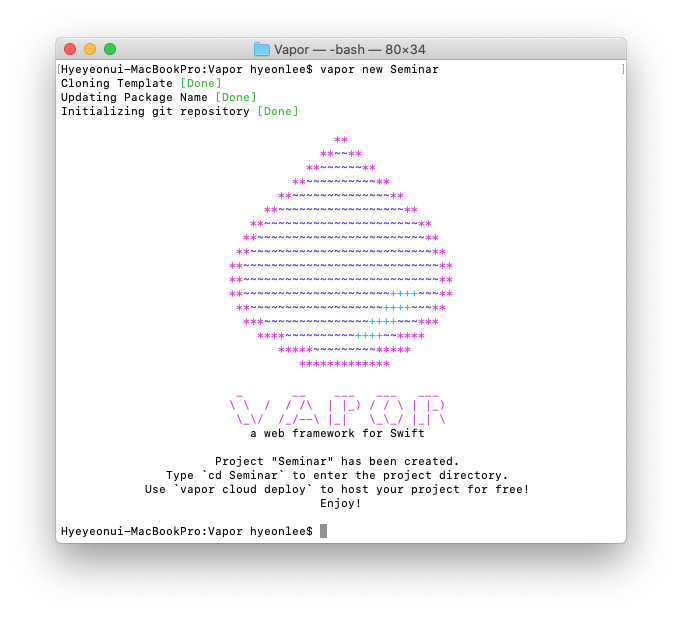 Vapor — -bash — 80×34
Hyeyeonui-MacBookPro:Vapor hyeonlee$ vapor new Seminar
Cloning Template [Done]
Updating Package Name [Done]
Initializing git repository [Done]
VAPOR
a web framework for Swift
Project "Seminar" has been created.
Type `cd Seminar` to enter the project directory.
Use `vapor cloud deploy` to host your project for free!
Enjoy!
Hyeyeonui-MacBookPro:Vapor hyeonlee$